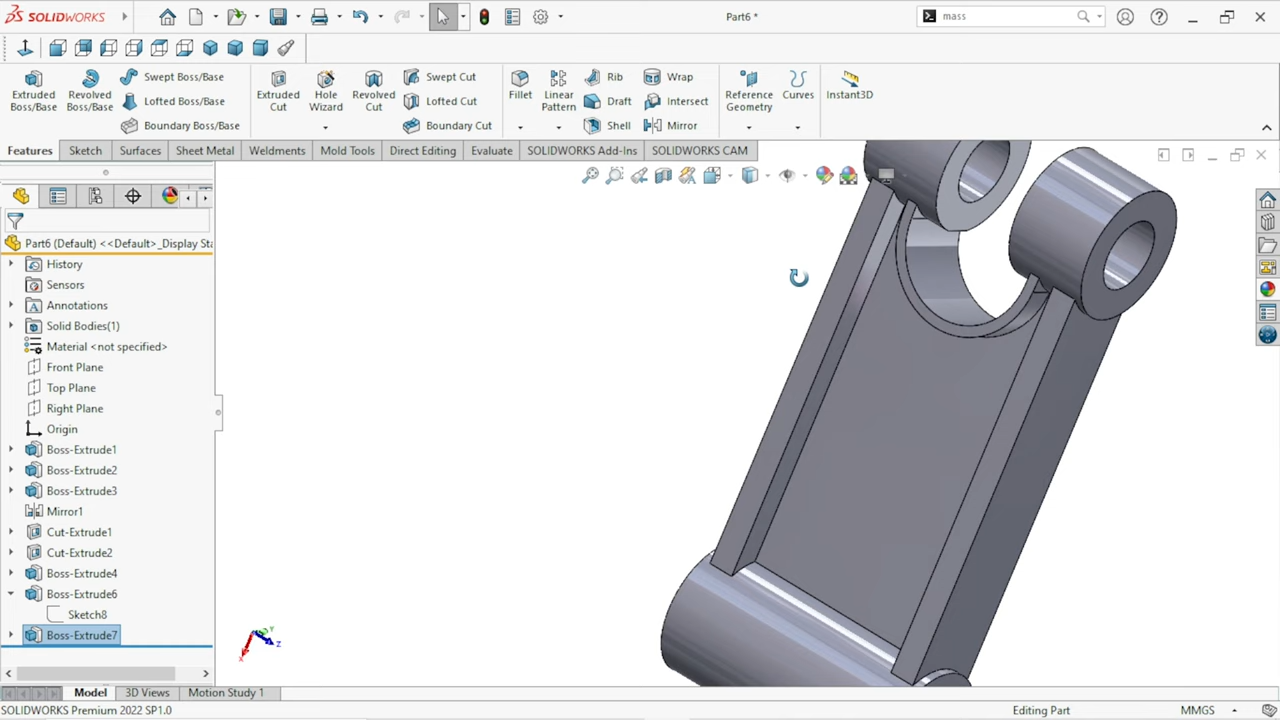 SOLIDWORKS
Part6 *
mass
Extruded Boss/Base
Revolved Boss/Base
Swept Boss/Base
Lofted Boss/Base
Boundary Boss/Base
Extruded Cut
Hole Wizard
Revolved Cut
Swept Cut
Lofted Cut
Boundary Cut
Fillet
Linear Pattern
Rib
Draft
Shell
Wrap
Intersect
Mirror
Reference Geometry
Curves
Instant3D
Features
Sketch
Surfaces
Sheet Metal
Weldments
Mold Tools
Direct Editing
Evaluate
SOLIDWORKS Add-Ins
SOLIDWORKS CAM
Part6 (Default) <<Default>_Display Sta
History
Sensors
Annotations
Solid Bodies(1)
Material <not specified>
Front Plane
Top Plane
Right Plane
Origin
Boss-Extrude1
Boss-Extrude2
Boss-Extrude3
Mirror1
Cut-Extrude1
Cut-Extrude2
Boss-Extrude4
Boss-Extrude6
Sketch8
Boss-Extrude7
Y
Z
X
Model
3D Views
Motion Study 1
SOLIDWORKS Premium 2022 SP1.0
Editing Part
MMGS